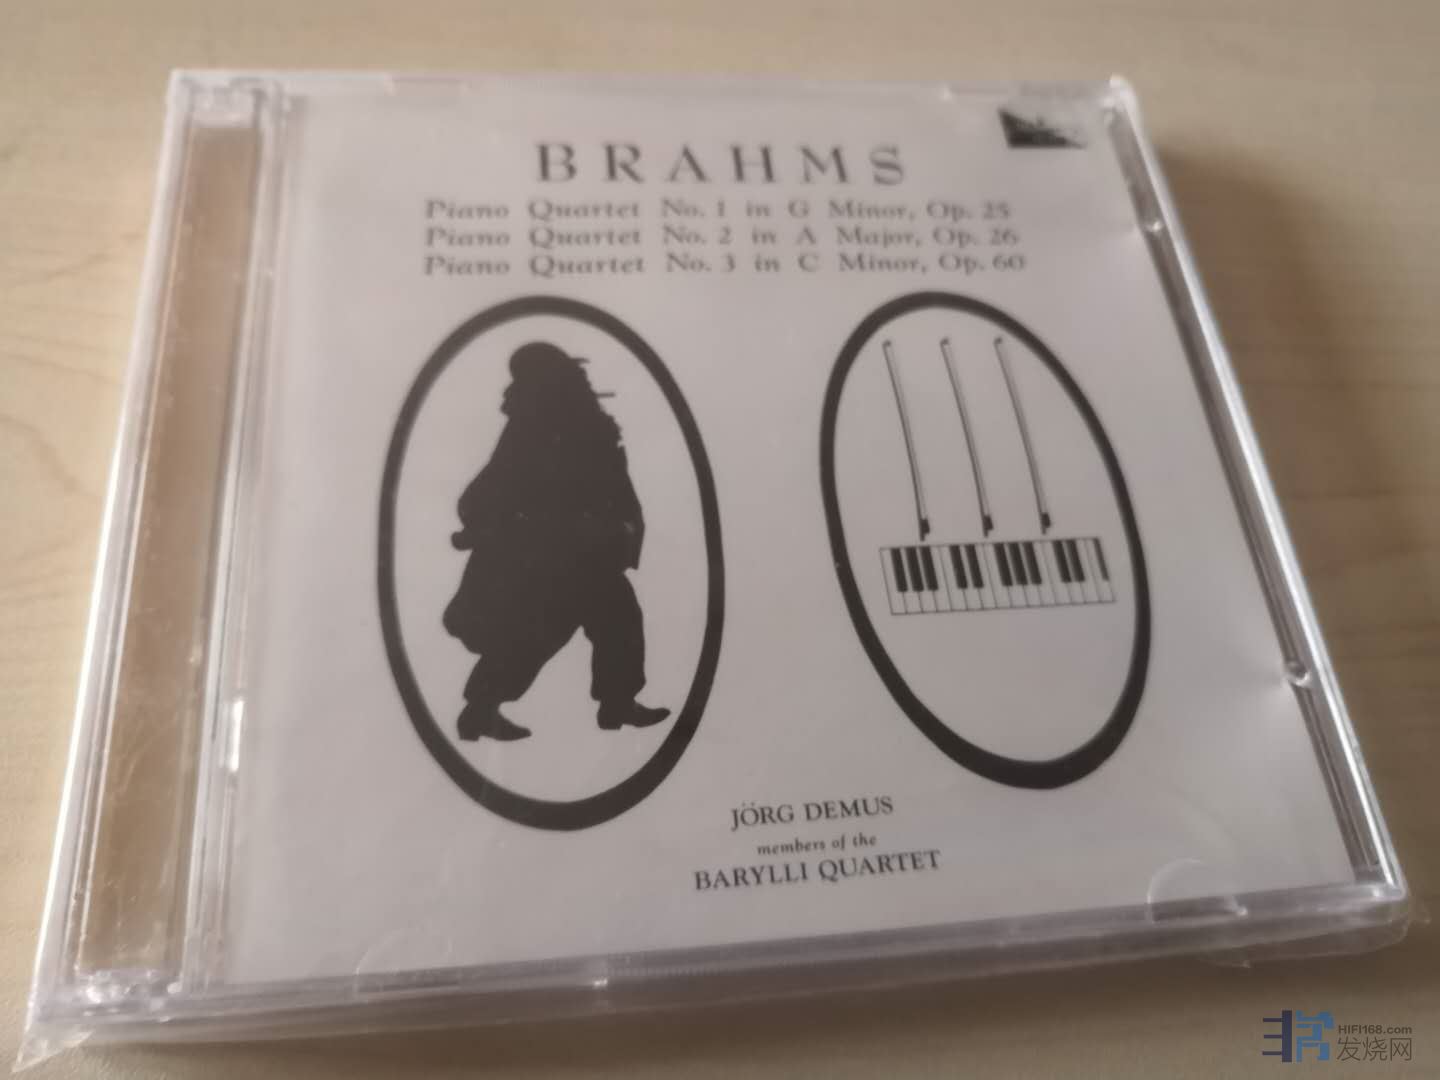 BRAHMS
Piano Quartet No. 1 in G Minor, Op. 25
Piano Quartet No. 2 in A Major, Op. 26
Piano Quartet No. 3 in C Minor, Op. 60
JÖRG DEMUS
members of the
BARYLLI QUARTET
HIFI168.com
发烧网